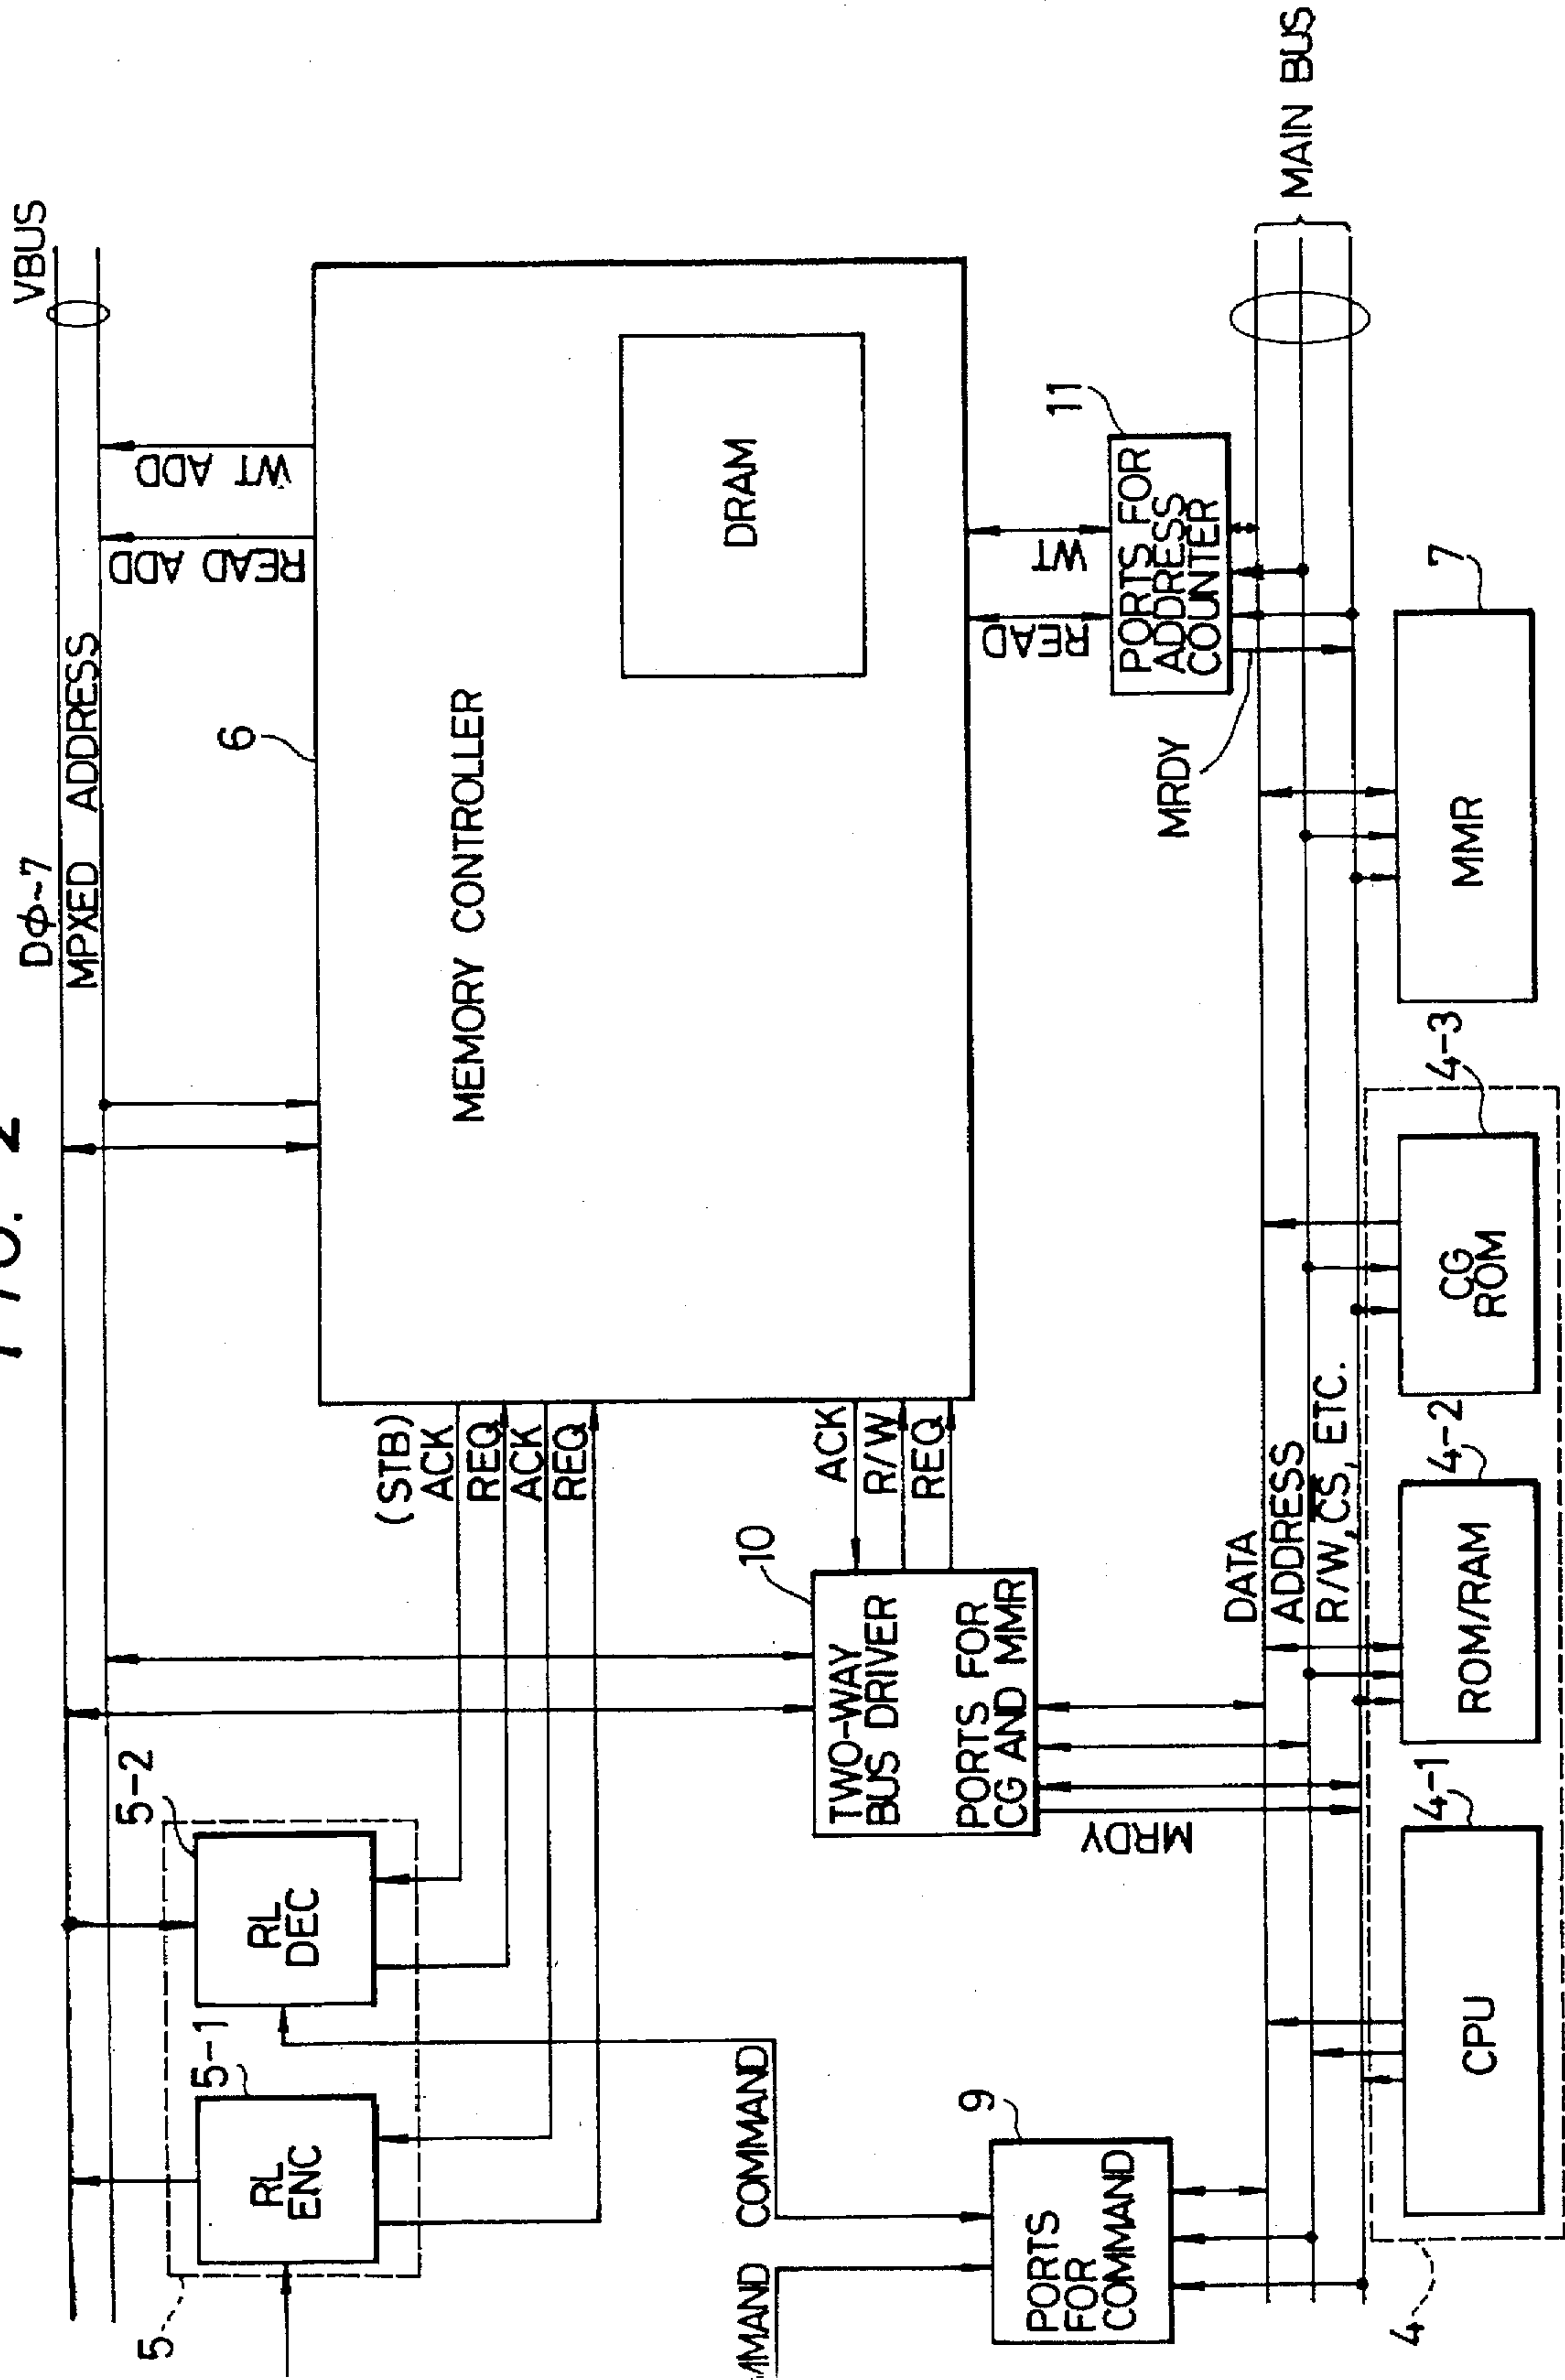 FIG. 2
VBUS
Dφ~7
MPXED ADDRESS
WT ADD
READ ADD
5
5-1
5-2
RL
ENC
RL
DEC
6
MEMORY CONTROLLER
DRAM
(STB)
ACK
REQ
ACK
REQ
ACK
R/W
REQ
10
TWO-WAY
BUS DRIVER
PORTS FOR
CG AND MMR
MRDY
MMAND
COMMAND
9
PORTS
FOR
COMMAND
READ
WT
11
PORTS FOR
ADDRESS
COUNTER
MRDY
MAIN BUS
DATA
ADDRESS
R/W, C̅S̅, ETC.
4
4-1
CPU
4-2
ROM/RAM
4-3
CG
ROM
7
MMR